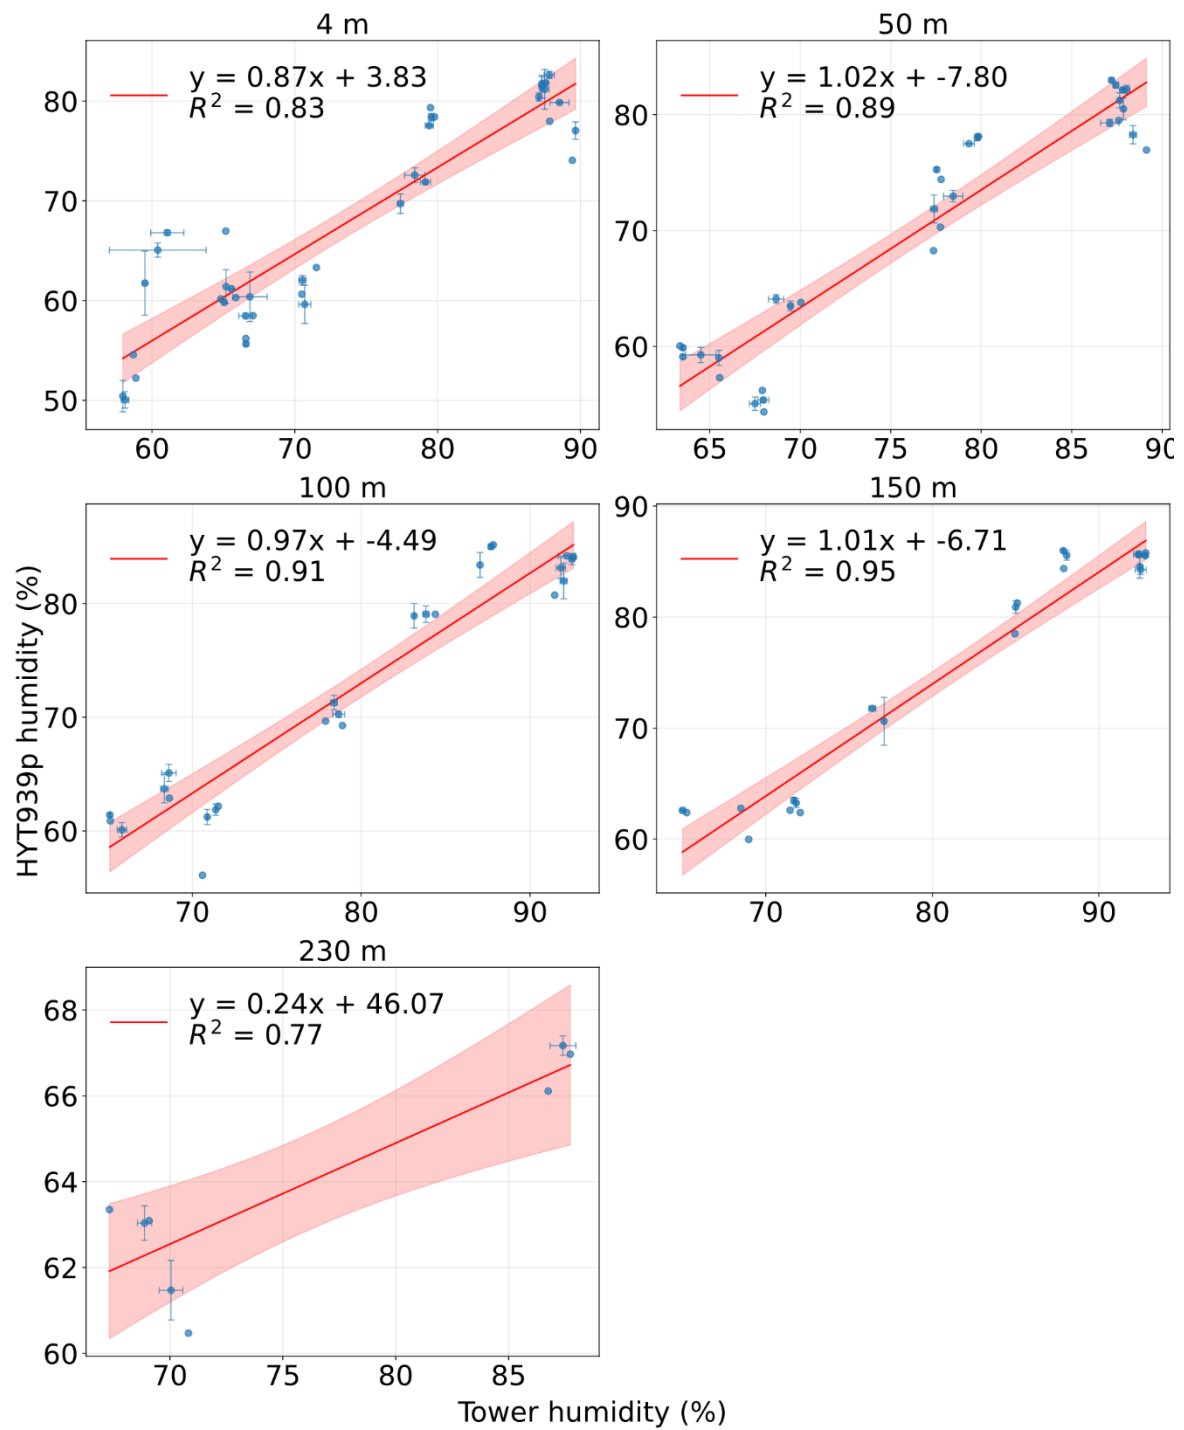 4 m
y = 0.87x + 3.83
R² = 0.83
80
70
60
50
60 70 80 90
50 m
y = 1.02x + -7.80
R² = 0.89
80
70
60
65 70 75 80 85 90
100 m
y = 0.97x + -4.49
R² = 0.91
80
70
60
70 80 90
150 m
y = 1.01x + -6.71
R² = 0.95
90
80
70
60
70 80 90
230 m
y = 0.24x + 46.07
R² = 0.77
68
66
64
62
60
70 75 80 85
HYT939p humidity (%)
Tower humidity (%)